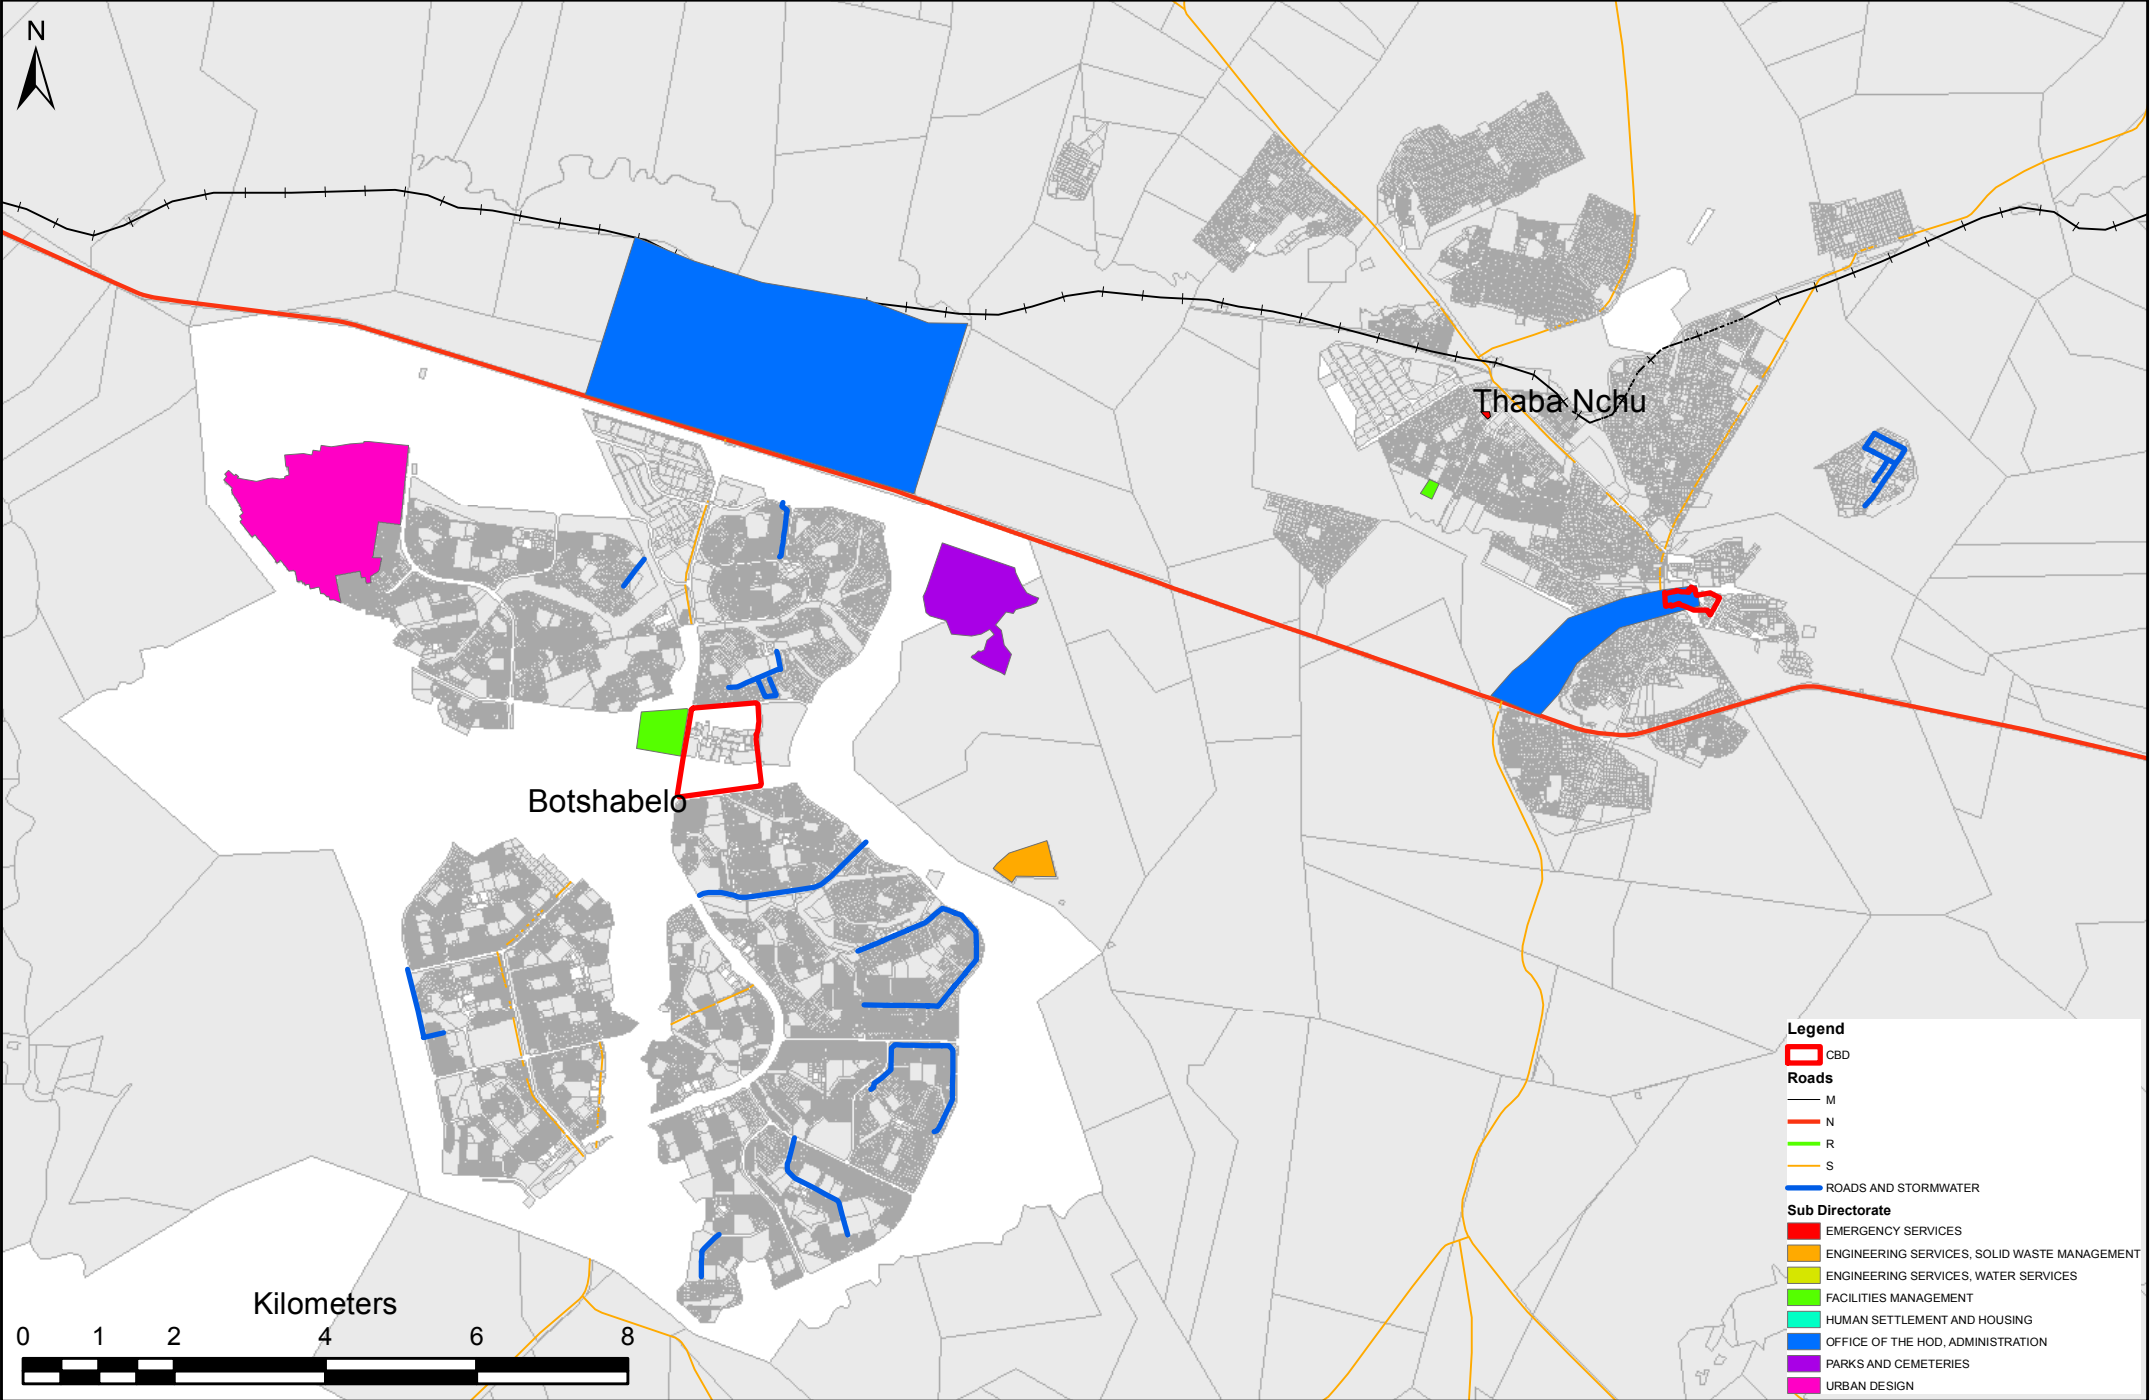 N
Thaba Nchu
Botshabelo
Kilometers
0 1 2 4 6 8
Legend
CBD
Roads
M
N
R
S
ROADS AND STORMWATER
Sub Directorate
EMERGENCY SERVICES
ENGINEERING SERVICES, SOLID WASTE MANAGEMENT
ENGINEERING SERVICES, WATER SERVICES
FACILITIES MANAGEMENT
HUMAN SETTLEMENT AND HOUSING
OFFICE OF THE HOD, ADMINISTRATION
PARKS AND CEMETERIES
URBAN DESIGN